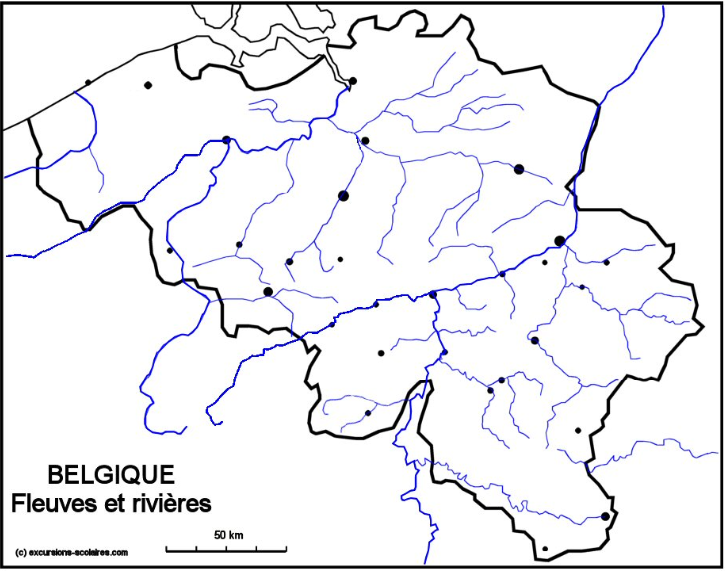 BELGIQUE
Fleuves et rivières
50 km
(c) excursions-scolaires.com